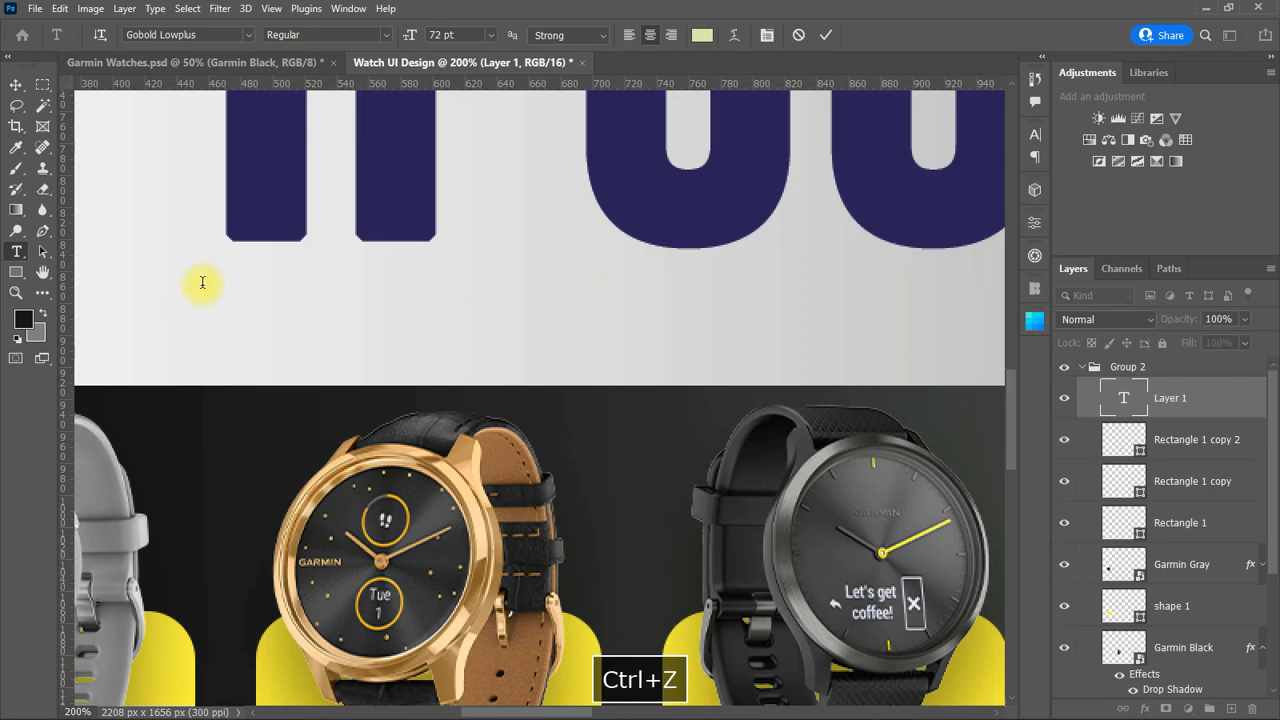 Ps File Edit Image Layer Type Select Filter 3D View Plugins Window Help
T Gobold Lowplus Regular 72 pt Strong Share
Garmin Watches.psd @ 50% (Garmin Black, RGB/8) * × Watch UI Design @ 200% (Layer 1, RGB/16) * ×
380 400 420 440 460 480 500 520 540 560 580 600 620 640 660 680 700 720 740 760 780 800 820 840 860 880 900 920 940
Adjustments Libraries
Add an adjustment
Layers Channels Paths
Kind
Normal Opacity: 100%
Lock: Fill: 100%
Group 2
T Layer 1
Rectangle 1 copy 2
Rectangle 1 copy
Rectangle 1
Garmin Gray fx
shape 1
Garmin Black fx
Effects
Drop Shadow
GARMIN
Tue
1
GARMIN
Let's get
coffee!
Ctrl+Z
200% 2208 px x 1656 px (300 ppi)